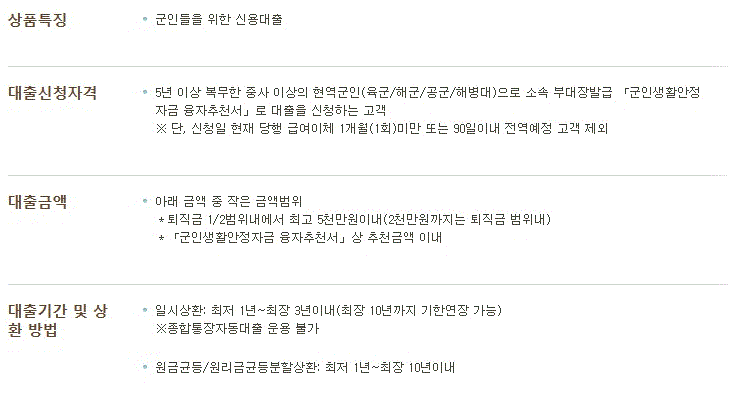 상품특징
군인들을 위한 신용대출
대출신청자격
5년 이상 복무한 중사 이상의 현역군인(육군/해군/공군/해병대)으로 소속 부대장발급 「군인생활안정
자금 융자추천서」로 대출을 신청하는 고객
※ 단, 신청일 현재 당행 급여이체 1개월(1회)미만 또는 90일이내 전역예정 고객 제외
대출금액
아래 금액 중 작은 금액범위
* 퇴직금 1/2범위내에서 최고 5천만원이내(2천만원까지는 퇴직금 범위내)
* 「군인생활안정자금 융자추천서」상 추천금액 이내
대출기간 및 상
환 방법
일시상환: 최저 1년~최장 3년이내(최장 10년까지 기한연장 가능)
※종합통장자동대출 운용 불가
원금균등/원리금균등분할상환: 최저 1년~최장 10년이내